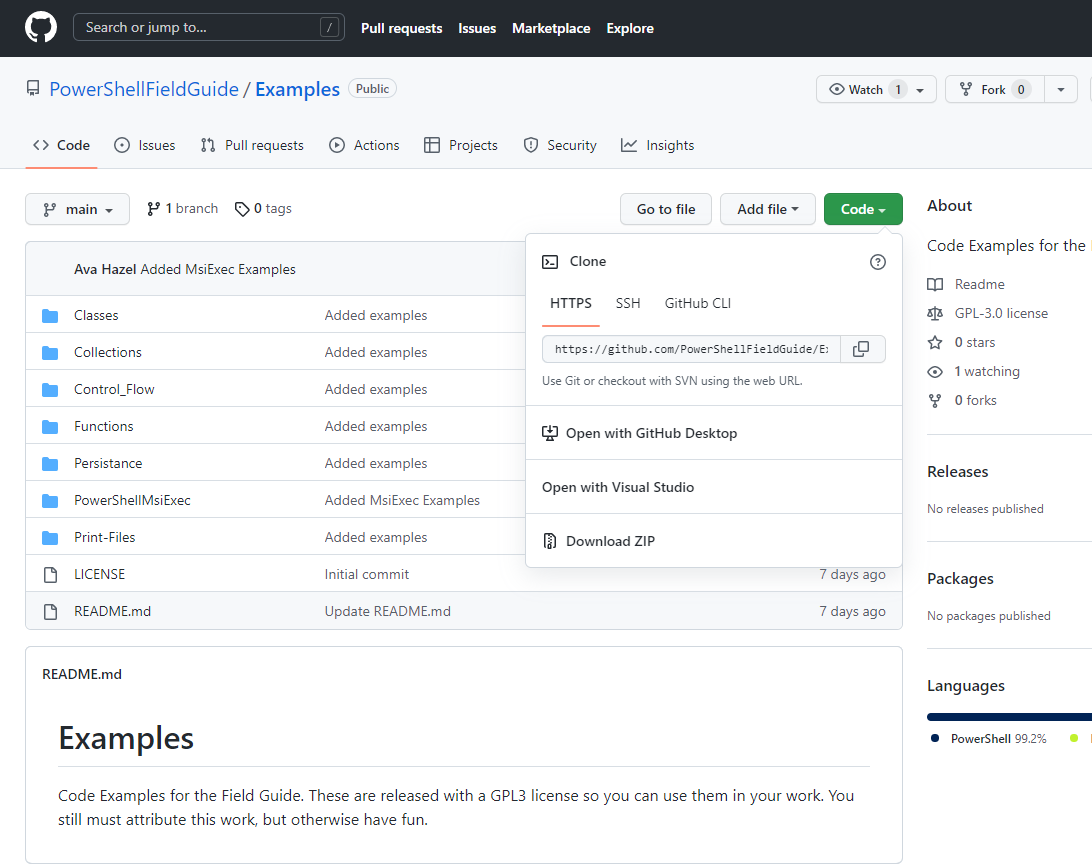 Search or jump to... /
Pull requests Issues Marketplace Explore
PowerShellFieldGuide / Examples Public
Watch 1
Fork 0
Code Issues Pull requests Actions Projects Security Insights
main 1 branch 0 tags
Go to file Add file Code
Ava Hazel Added MsiExec Examples
Classes Added examples
Collections Added examples
Control_Flow Added examples
Functions Added examples
Persistance Added examples
PowerShellMsiExec Added MsiExec Examples
Print-Files Added examples
LICENSE Initial commit 7 days ago
README.md Update README.md 7 days ago
Clone ?
HTTPS SSH GitHub CLI
https://github.com/PowerShellFieldGuide/Ex
Use Git or checkout with SVN using the web URL.
Open with GitHub Desktop
Open with Visual Studio
Download ZIP
README.md
Examples
Code Examples for the Field Guide. These are released with a GPL3 license so you can use them in your work. You
still must attribute this work, but otherwise have fun.
About
Code Examples for the
Readme
GPL-3.0 license
0 stars
1 watching
0 forks
Releases
No releases published
Packages
No packages published
Languages
PowerShell 99.2%